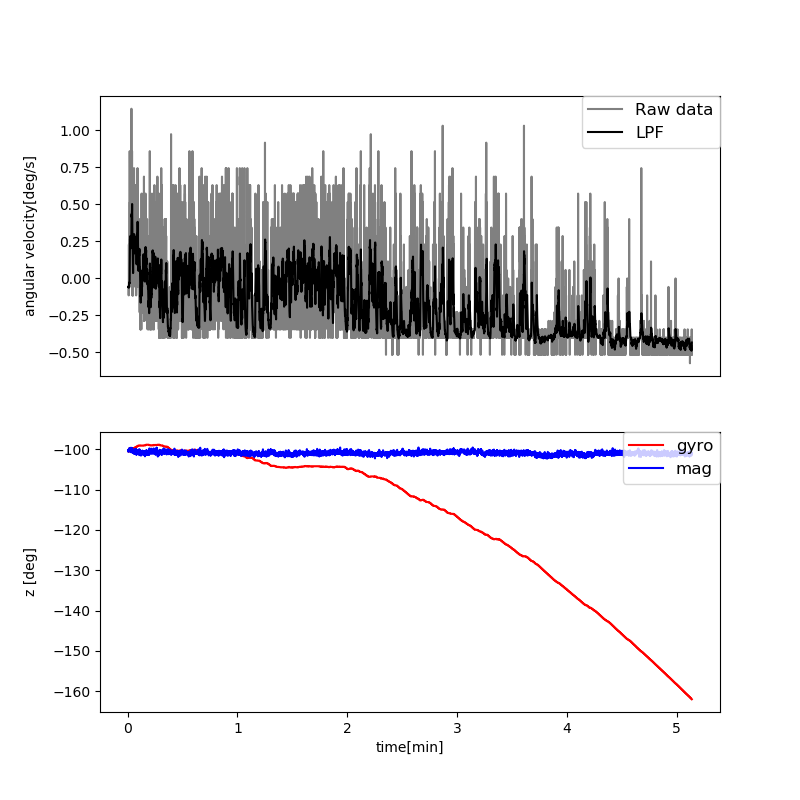 Raw data
LPF
1.00
0.75
0.50
0.25
0.00
−0.25
−0.50
angular velocity[deg/s]
gyro
mag
−100
−110
−120
−130
−140
−150
−160
z [deg]
0 1 2 3 4 5
time[min]